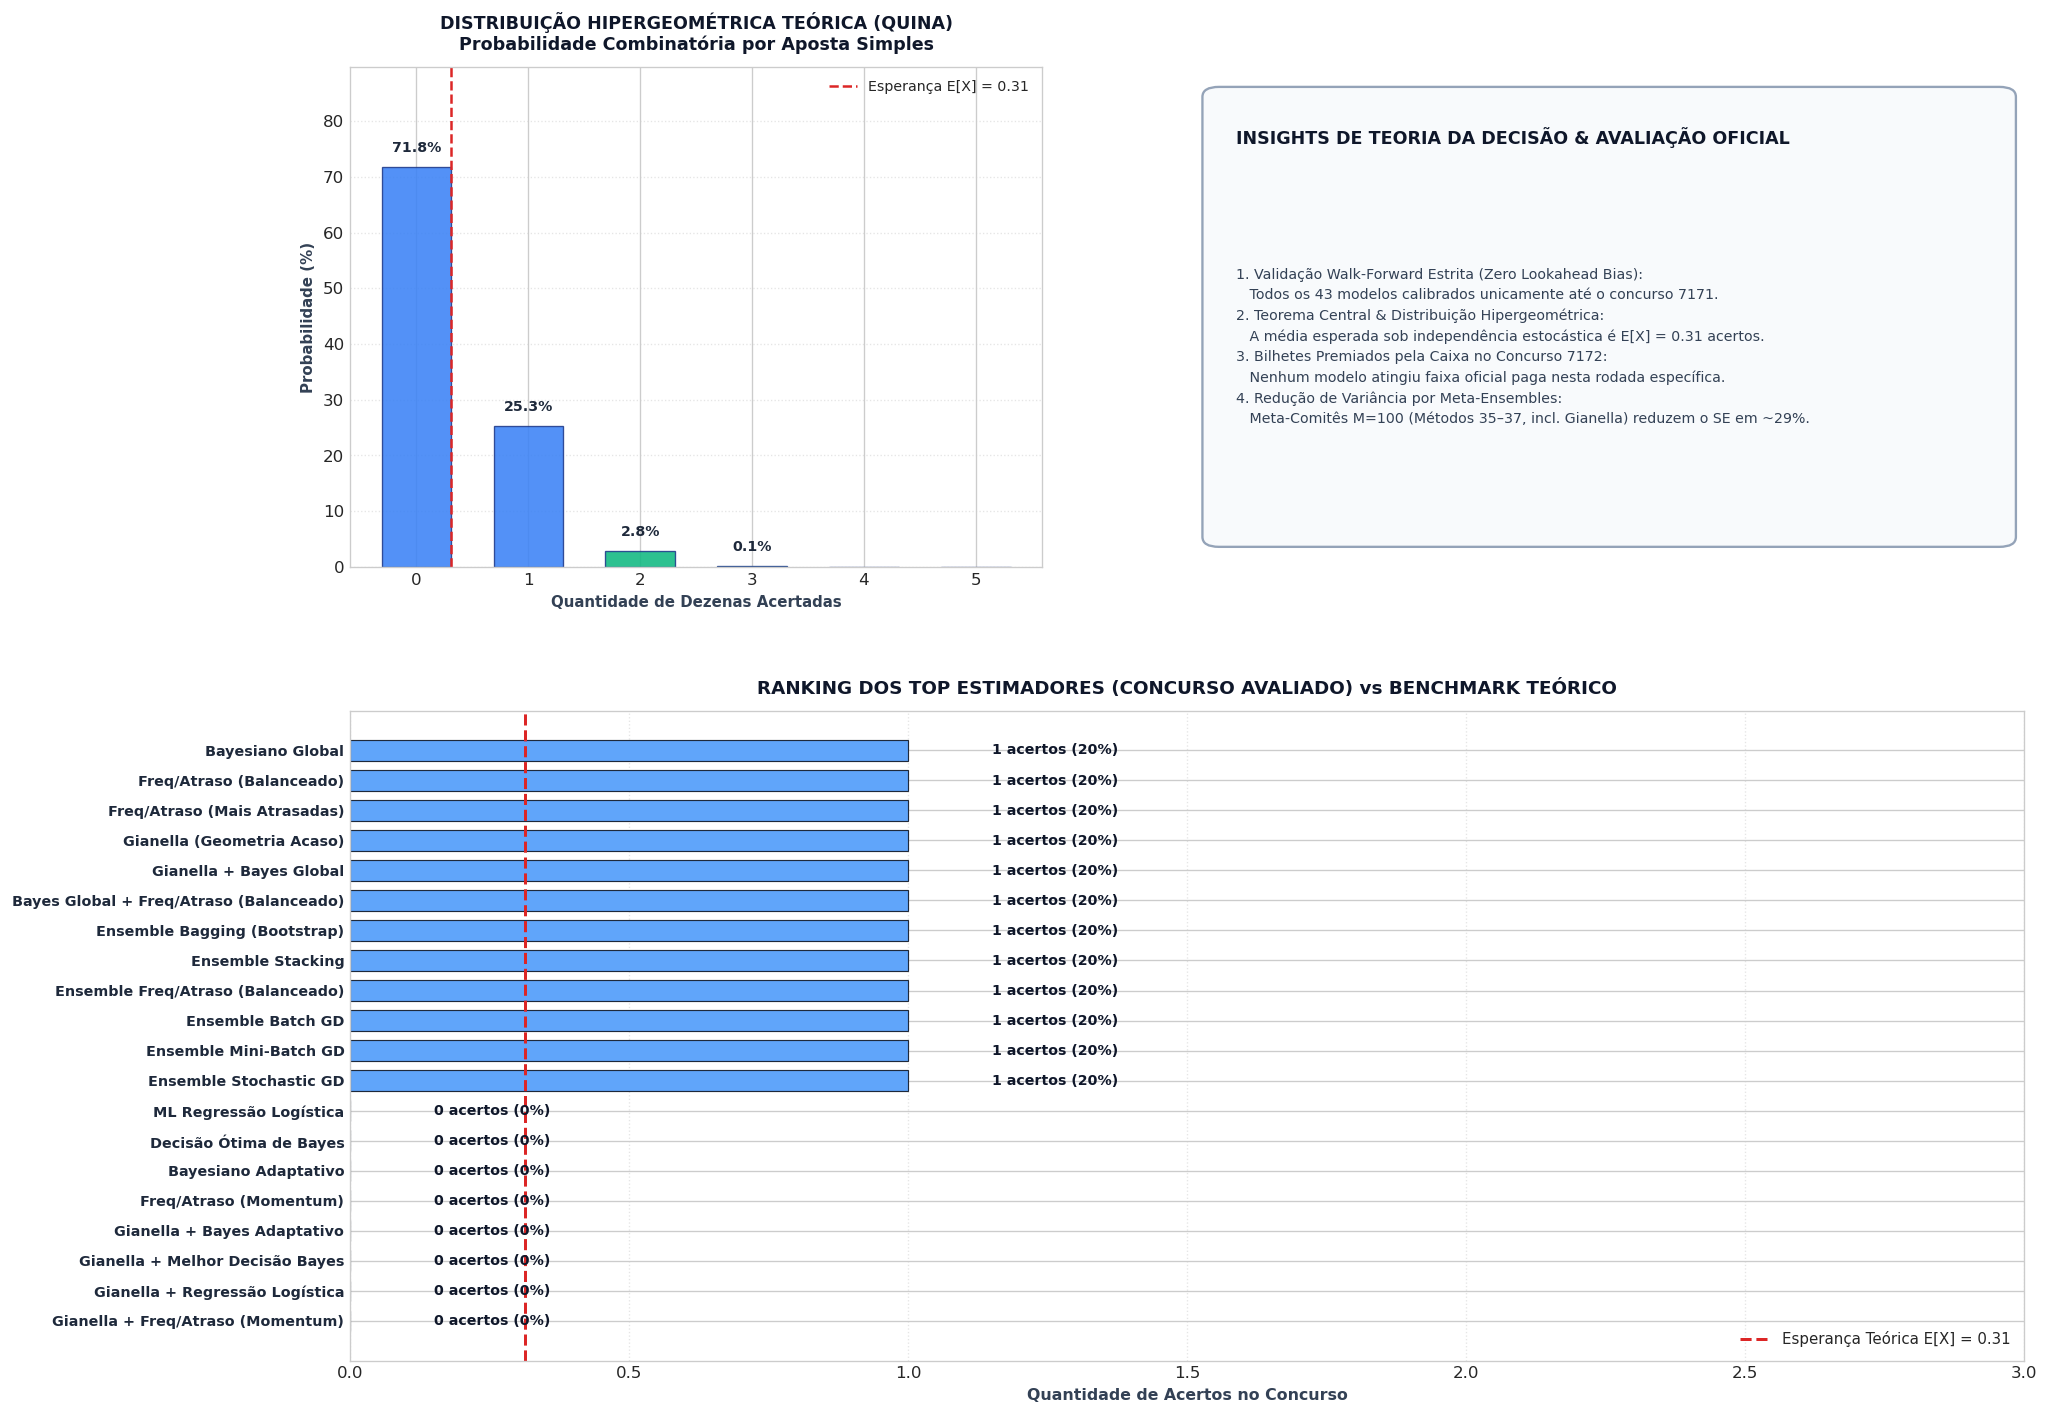 DISTRIBUIÇÃO HIPERGEOMÉTRICA TEÓRICA (QUINA)
Probabilidade Combinatória por Aposta Simples
Esperança E[X] = 0.31
80
70
60
50
40
30
20
10
0
Probabilidade (%)
71.8%
25.3%
2.8%
0.1%
0 1 2 3 4 5
Quantidade de Dezenas Acertadas
INSIGHTS DE TEORIA DA DECISÃO & AVALIAÇÃO OFICIAL
1. Validação Walk-Forward Estrita (Zero Lookahead Bias):
Todos os 43 modelos calibrados unicamente até o concurso 7171.
2. Teorema Central & Distribuição Hipergeométrica:
A média esperada sob independência estocástica é E[X] = 0.31 acertos.
3. Bilhetes Premiados pela Caixa no Concurso 7172:
Nenhum modelo atingiu faixa oficial paga nesta rodada específica.
4. Redução de Variância por Meta-Ensembles:
Meta-Comitês M=100 (Métodos 35–37, incl. Gianella) reduzem o SE em ~29%.
RANKING DOS TOP ESTIMADORES (CONCURSO AVALIADO) vs BENCHMARK TEÓRICO
Bayesiano Global 1 acertos (20%)
Freq/Atraso (Balanceado) 1 acertos (20%)
Freq/Atraso (Mais Atrasadas) 1 acertos (20%)
Gianella (Geometria Acaso) 1 acertos (20%)
Gianella + Bayes Global 1 acertos (20%)
Bayes Global + Freq/Atraso (Balanceado) 1 acertos (20%)
Ensemble Bagging (Bootstrap) 1 acertos (20%)
Ensemble Stacking 1 acertos (20%)
Ensemble Freq/Atraso (Balanceado) 1 acertos (20%)
Ensemble Batch GD 1 acertos (20%)
Ensemble Mini-Batch GD 1 acertos (20%)
Ensemble Stochastic GD 1 acertos (20%)
ML Regressão Logística 0 acertos (0%)
Decisão Ótima de Bayes 0 acertos (0%)
Bayesiano Adaptativo 0 acertos (0%)
Freq/Atraso (Momentum) 0 acertos (0%)
Gianella + Bayes Adaptativo 0 acertos (0%)
Gianella + Melhor Decisão Bayes 0 acertos (0%)
Gianella + Regressão Logística 0 acertos (0%)
Gianella + Freq/Atraso (Momentum) 0 acertos (0%)
Esperança Teórica E[X] = 0.31
0.0 0.5 1.0 1.5 2.0 2.5 3.0
Quantidade de Acertos no Concurso